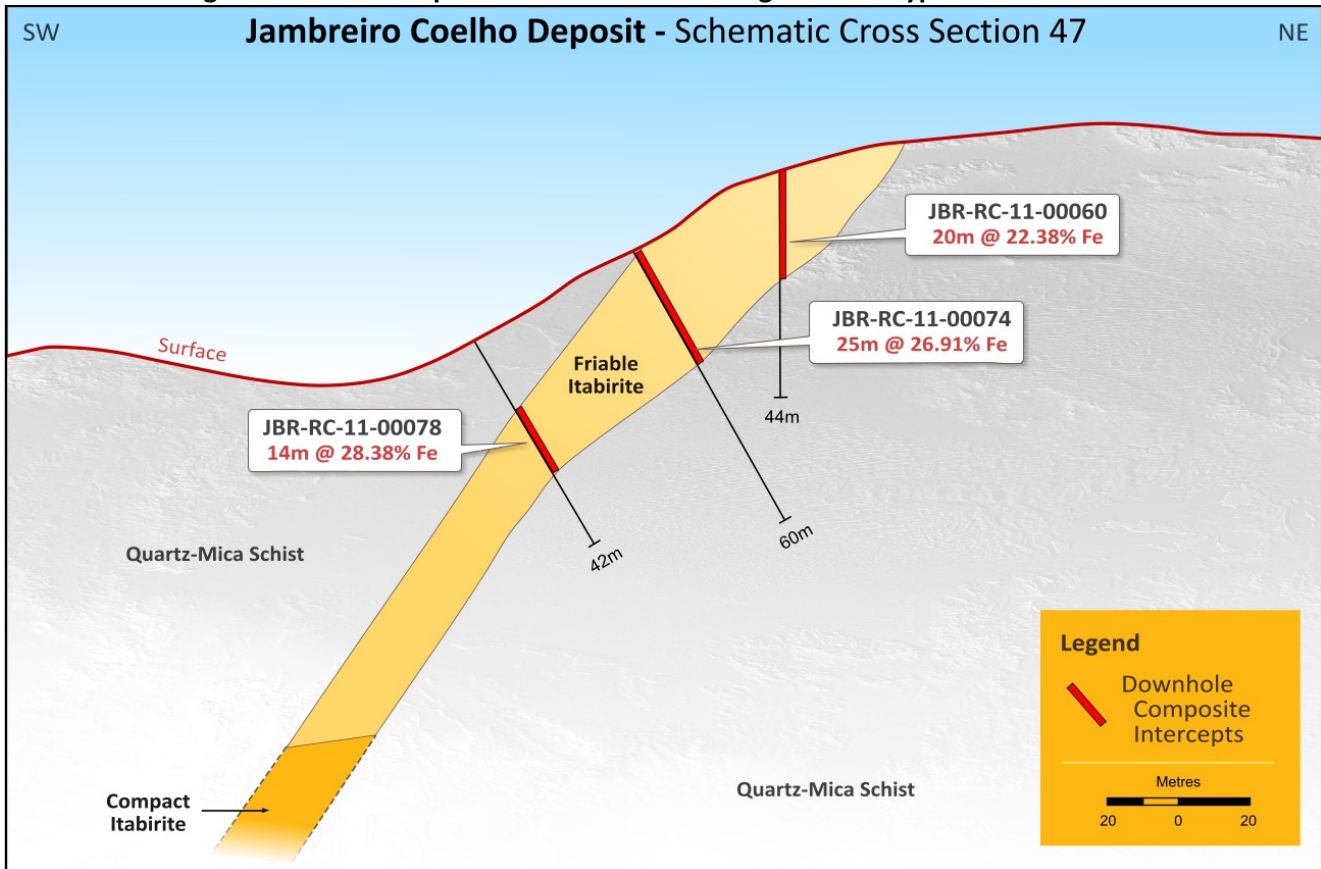 SW
Jambreiro Coelho Deposit - Schematic Cross Section 47
NE
Surface
JBR-RC-11-00060
20m @ 22.38% Fe
JBR-RC-11-00074
25m @ 26.91% Fe
Friable
Itabirite
44m
JBR-RC-11-00078
14m @ 28.38% Fe
60m
42m
Quartz-Mica Schist
Legend
Downhole
Composite
Intercepts
Metres
20 0 20
Quartz-Mica Schist
Compact
Itabirite